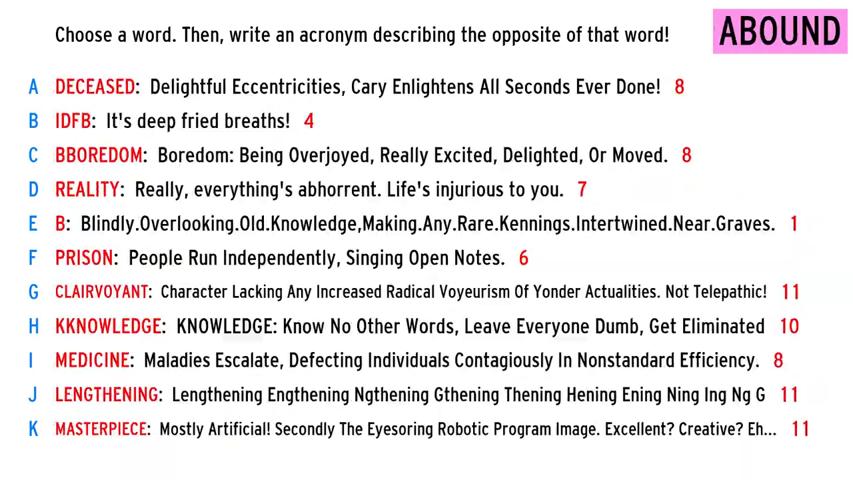 Choose a word. Then, write an acronym describing the opposite of that word!
ABOUND
A DECEASED: Delightful Eccentricities, Cary Enlightens All Seconds Ever Done! 8
B IDFB: It's deep fried breaths! 4
C BBOREDOM: Boredom: Being Overjoyed, Really Excited, Delighted, Or Moved. 8
D REALITY: Really, everything's abhorrent. Life's injurious to you. 7
E B: Blindly.Overlooking.Old.Knowledge,Making.Any.Rare.Kennings.Intertwined.Near.Graves. 1
F PRISON: People Run Independently, Singing Open Notes. 6
G CLAIRVOYANT: Character Lacking Any Increased Radical Voyeurism Of Yonder Actualities. Not Telepathic! 11
H KKNOWLEDGE: KNOWLEDGE: Know No Other Words, Leave Everyone Dumb, Get Eliminated 10
I MEDICINE: Maladies Escalate, Defecting Individuals Contagiously In Nonstandard Efficiency. 8
J LENGTHENING: Lengthening Engthening Ngthening Gthening Thening Hening Ening Ning Ing Ng G 11
K MASTERPIECE: Mostly Artificial! Secondly The Eyesoring Robotic Program Image. Excellent? Creative? Eh... 11